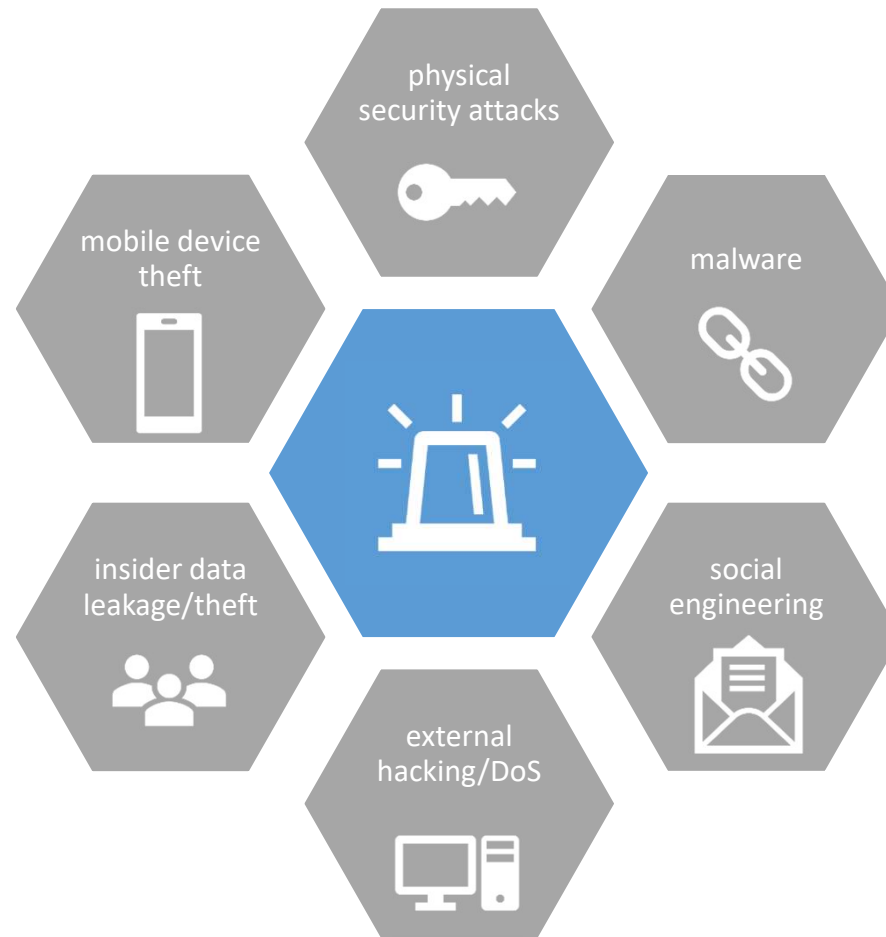 physical
security attacks
mobile device
theft
malware
insider data
leakage/theft
social
engineering
external
hacking/DoS